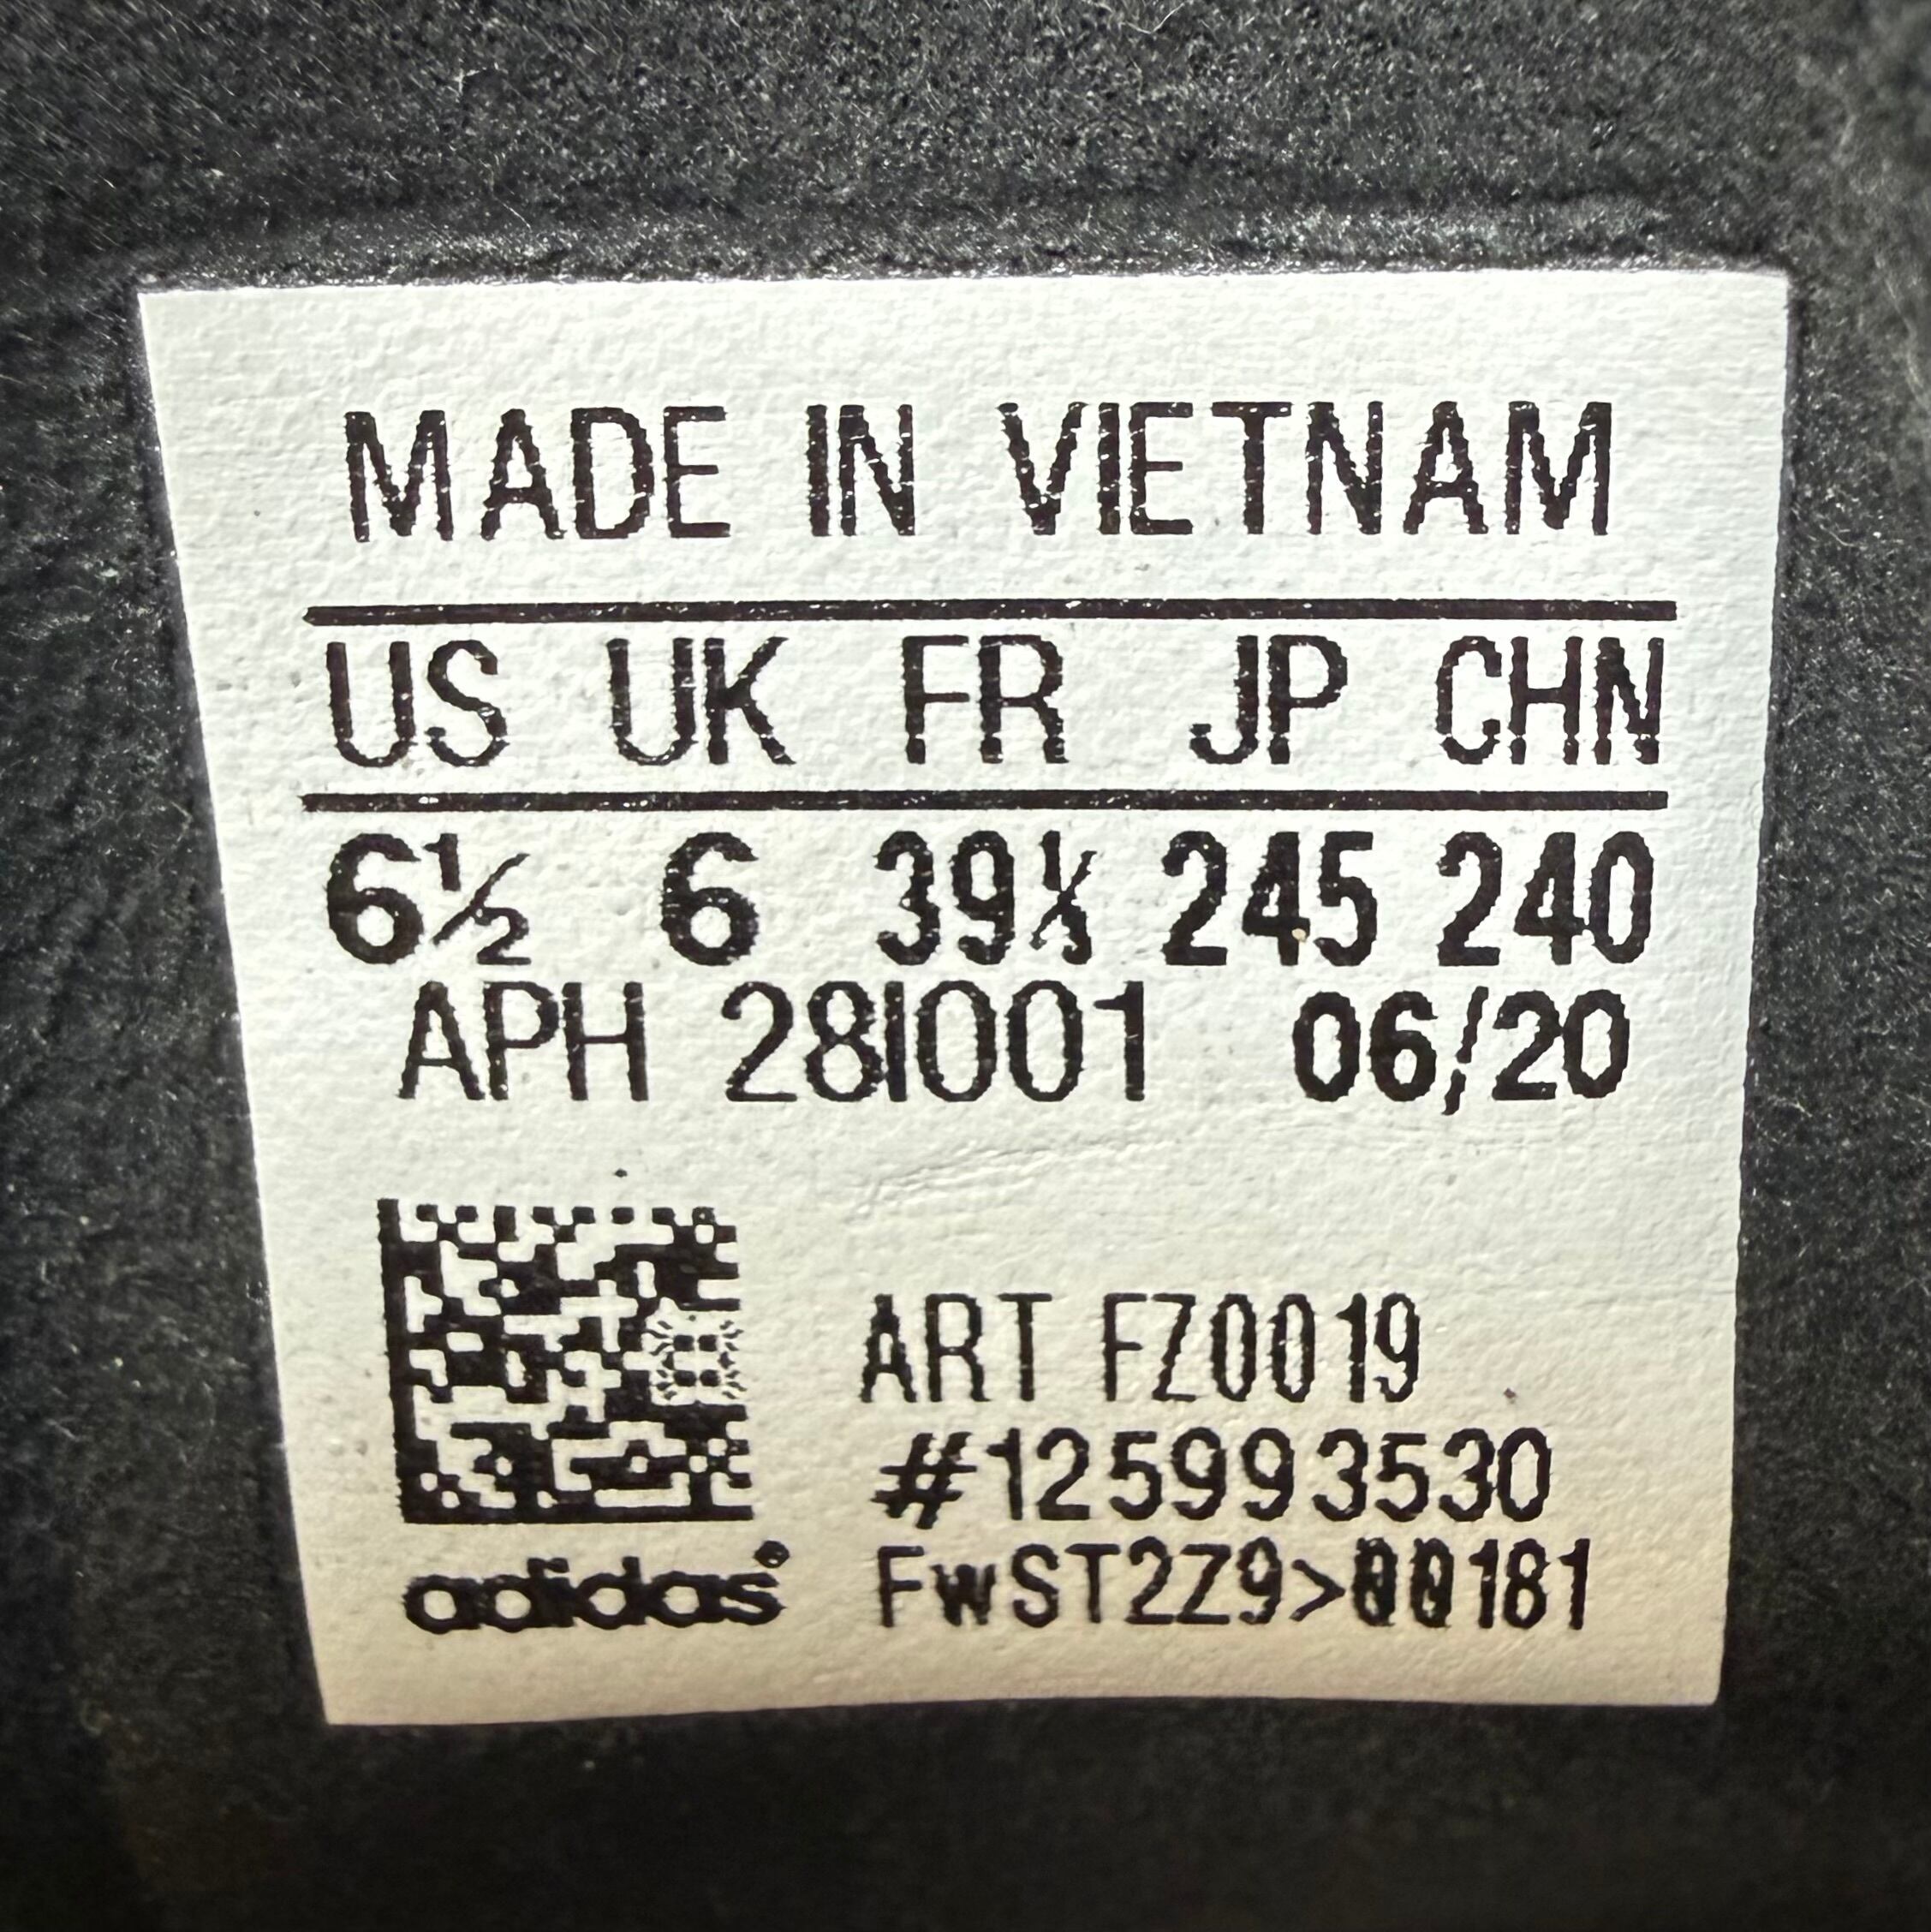 MADE IN VIETNAM
US UK FR JP CHN
6½ 6 39⅓ 245 240
APH 28I001 06/20
ART FZ0019
#125993530
adidas® FwST2Z9>00181